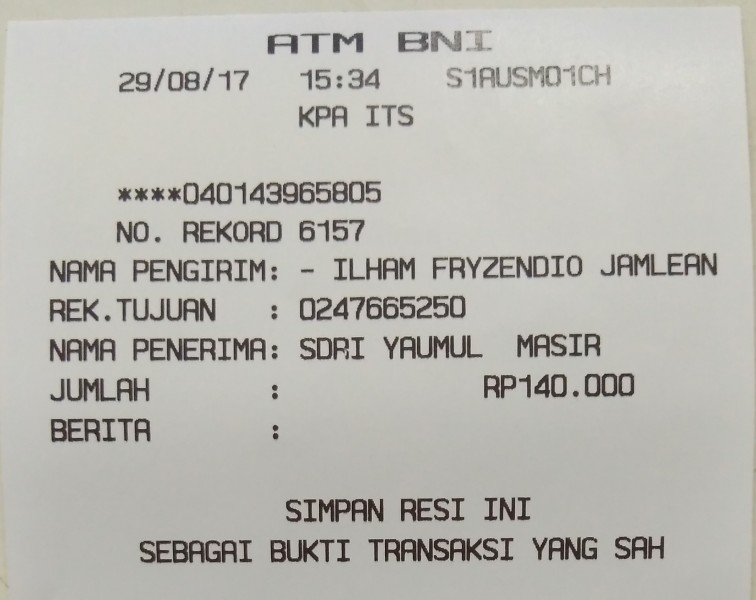 ATM BNI
29/08/17 15:34 S1AUSM01CH
KPA ITS
****040143965805
NO. REKORD 6157
NAMA PENGIRIM: - ILHAM FRYZENDIO JAMLEAN
REK.TUJUAN : 0247665250
NAMA PENERIMA: SDRI YAUMUL MASIR
JUMLAH : RP140.000
BERITA :
SIMPAN RESI INI
SEBAGAI BUKTI TRANSAKSI YANG SAH